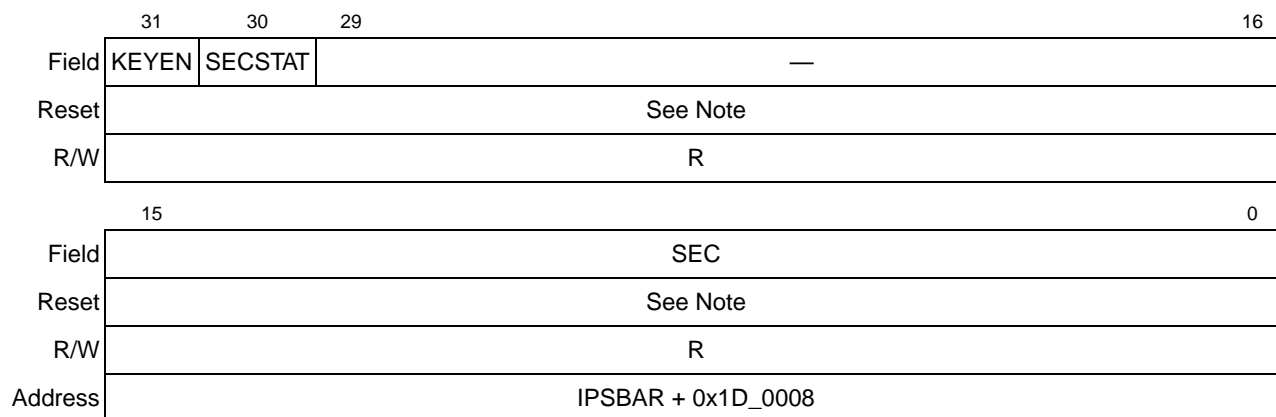 31 30 29 16
Field KEYEN SECSTAT —
Reset See Note
R/W R
15 0
Field SEC
Reset See Note
R/W R
Address IPSBAR + 0x1D_0008